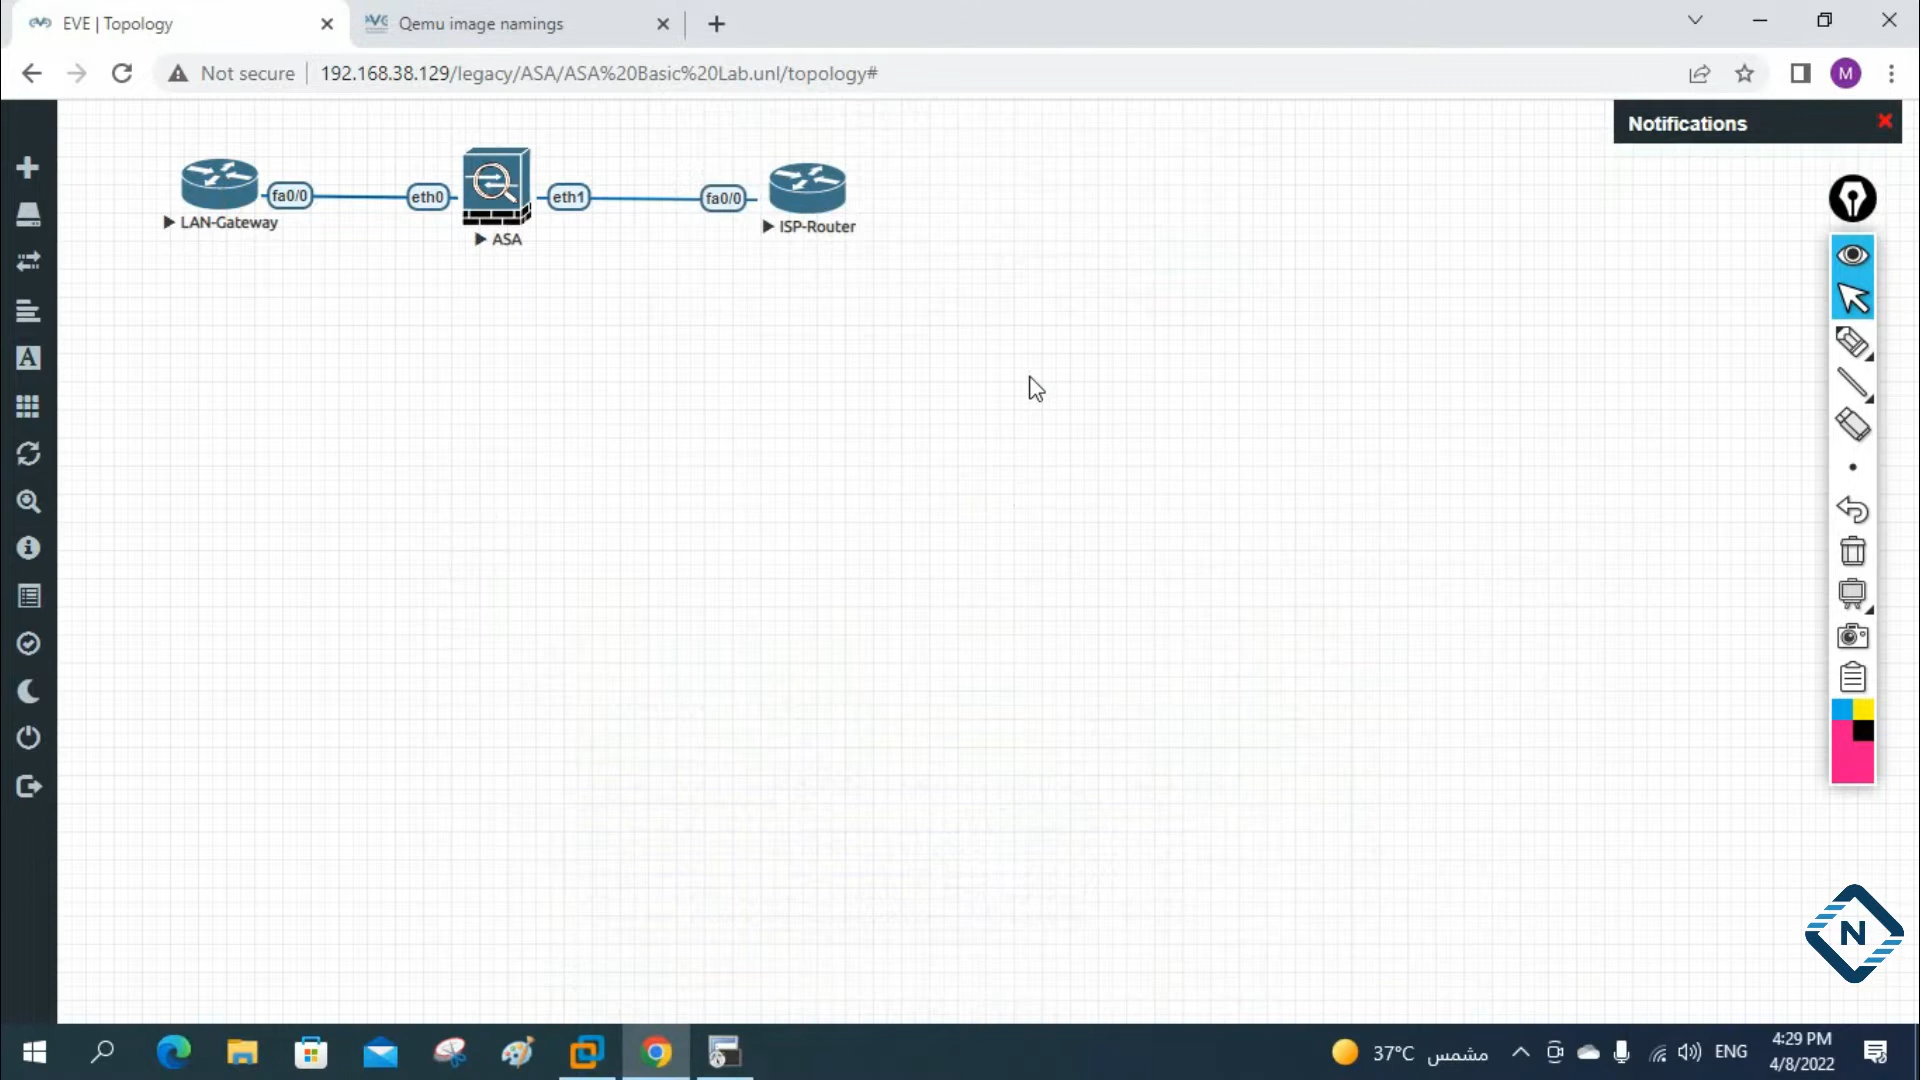 EVE | Topology
Qemu image namings
Not secure
192.168.38.129/legacy/ASA/ASA%20Basic%20Lab.unl/topology#
M
Notifications
fa0/0
eth0
eth1
fa0/0
LAN-Gateway
ISP-Router
ASA
A
N
37°C
مشمس
ENG
4:29 PM
4/8/2022